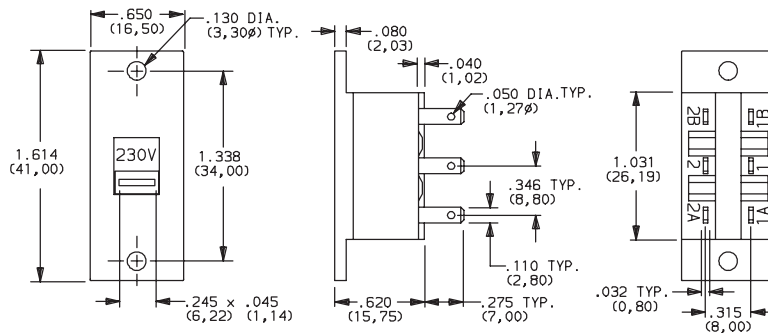 .650
(16,50)
.130 DIA.
(3,30ø) TYP.
1.614
(41,00)
230V
1.338
(34,00)
.245 x .045
(6,22) (1,14)
.080
(2,03)
.040
(1,02)
.050 DIA.TYP.
(1,27ø)
.346 TYP.
(8,80)
.110 TYP.
(2,80)
.620
(15,75)
.275 TYP.
(7,00)
1.031
(26,19)
2B
1B
2
1
2A
1A
.032 TYP.
(0,80)
.315
(8,00)